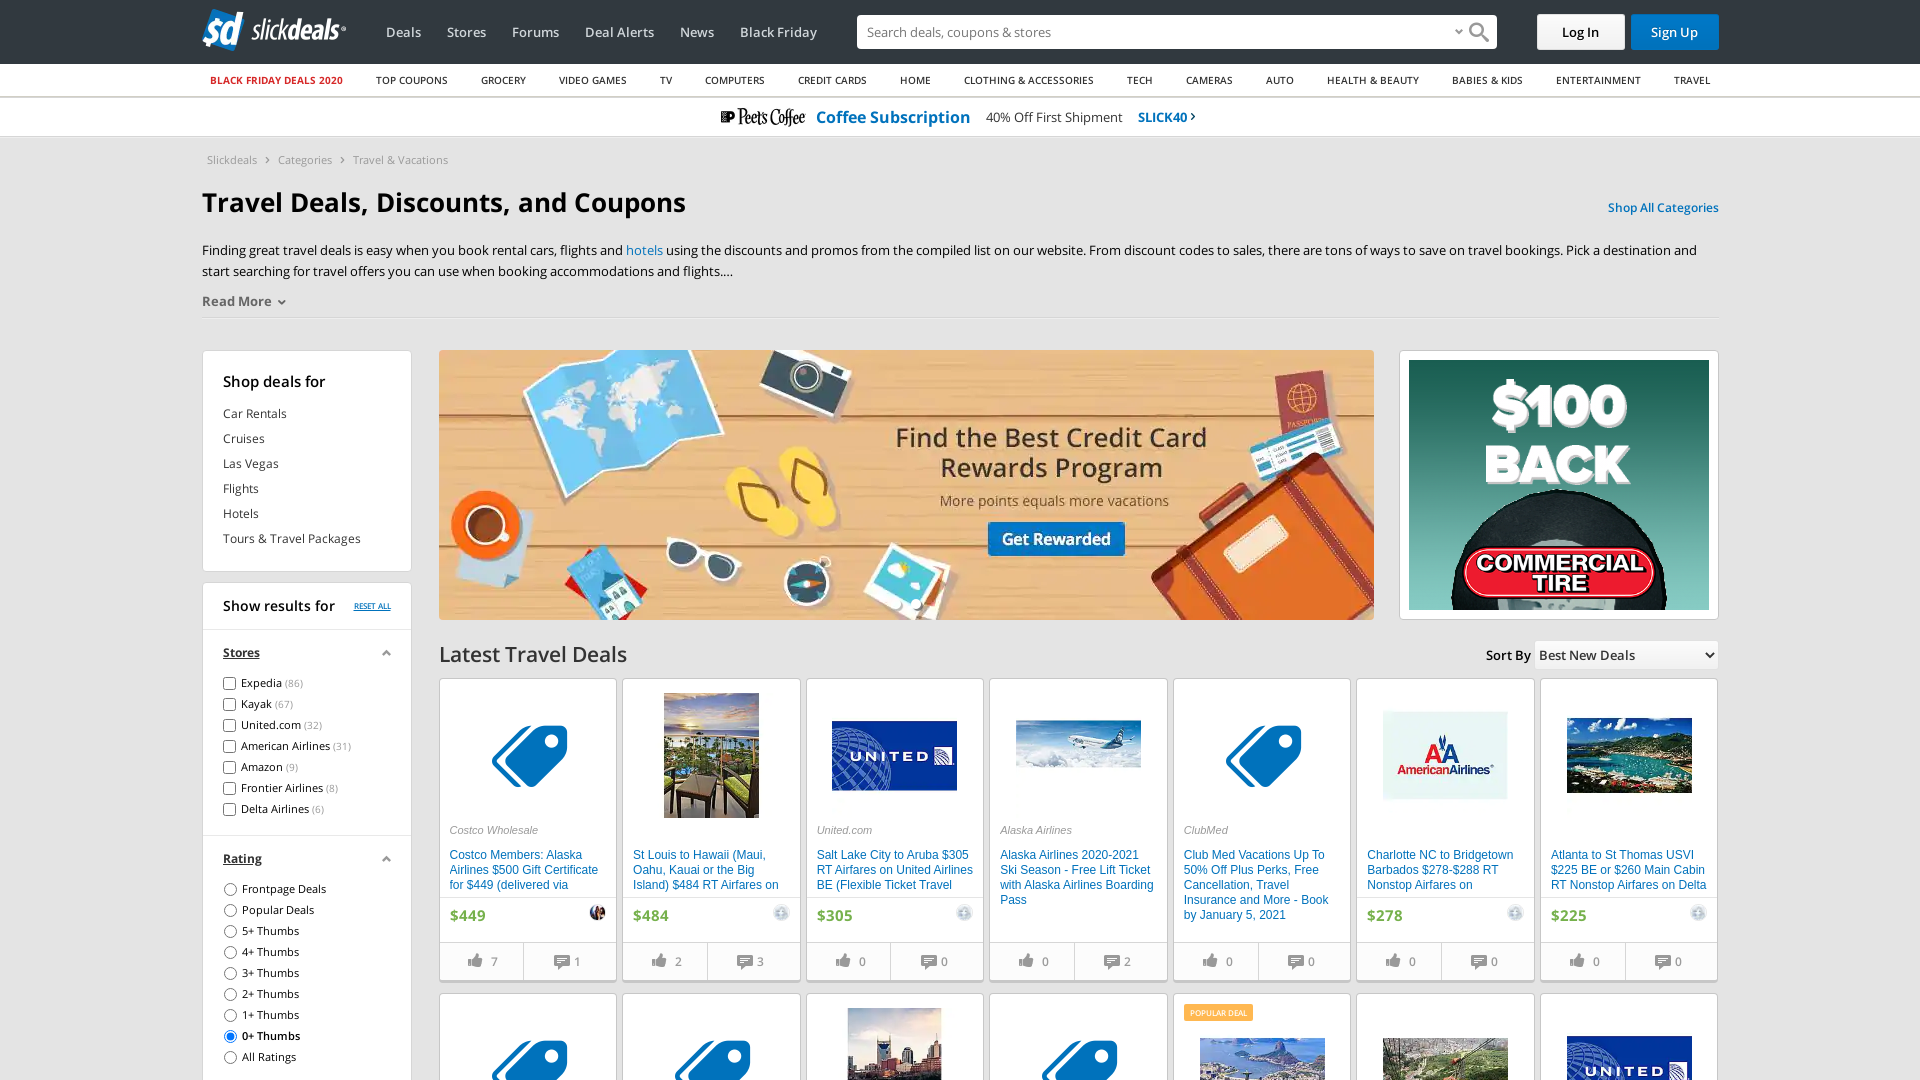 slickdeals
Deals
Stores
Forums
Deal Alerts
News
Black Friday
Search deals, coupons & stores
Log In
Sign Up
BLACK FRIDAY DEALS 2020
TOP COUPONS
GROCERY
VIDEO GAMES
TV
COMPUTERS
CREDIT CARDS
HOME
CLOTHING & ACCESSORIES
TECH
CAMERAS
AUTO
HEALTH & BEAUTY
BABIES & KIDS
ENTERTAINMENT
TRAVEL
Peet's Coffee
Coffee Subscription
40% Off First Shipment
SLICK40
Slickdeals
Categories
Travel & Vacations
Travel Deals, Discounts, and Coupons
Shop All Categories
Finding great travel deals is easy when you book rental cars, flights and hotels using the discounts and promos from the compiled list on our website. From discount codes to sales, there are tons of ways to save on travel bookings. Pick a destination and
start searching for travel offers you can use when booking accommodations and flights....
Read More
Shop deals for
Car Rentals
Cruises
Las Vegas
Flights
Hotels
Tours & Travel Packages
Show results for
RESET ALL
Stores
Expedia (86)
Kayak (67)
United.com (32)
American Airlines (31)
Amazon (9)
Frontier Airlines (8)
Delta Airlines (6)
Rating
Frontpage Deals
Popular Deals
5+ Thumbs
4+ Thumbs
3+ Thumbs
2+ Thumbs
1+ Thumbs
0+ Thumbs
All Ratings
PASSPORT
Find the Best Credit Card
Rewards Program
More points equals more vacations
Get Rewarded
$100
BACK
COMMERCIAL
TIRE
Latest Travel Deals
Sort By
Best New Deals
Costco Wholesale
Costco Members: Alaska
Airlines $500 Gift Certificate
for $449 (delivered via
$449
7
1
St Louis to Hawaii (Maui,
Oahu, Kauai or the Big
Island) $484 RT Airfares on
$484
2
3
UNITED
United.com
Salt Lake City to Aruba $305
RT Airfares on United Airlines
BE (Flexible Ticket Travel
$305
0
0
Alaska Airlines
Alaska Airlines 2020-2021
Ski Season - Free Lift Ticket
with Alaska Airlines Boarding
Pass
0
2
ClubMed
Club Med Vacations Up To
50% Off Plus Perks, Free
Cancellation, Travel
Insurance and More - Book
by January 5, 2021
0
0
AA
AmericanAirlines
Charlotte NC to Bridgetown
Barbados $278-$288 RT
Nonstop Airfares on
$278
0
0
Atlanta to St Thomas USVI
$225 BE or $260 Main Cabin
RT Nonstop Airfares on Delta
$225
0
0
POPULAR DEAL
UNITED